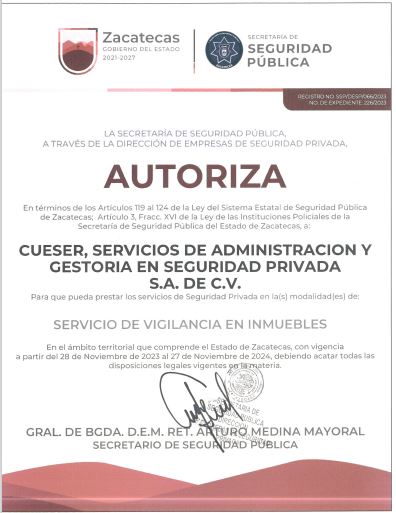 Zacatecas
GOBIERNO DEL ESTADO
2021-2027
SECRETARÍA DE
SEGURIDAD
PÚBLICA
REGISTRO NO. SSP/DESP/066/2023
NO. DE EXPEDIENTE: 226/2023
LA SECRETARÍA DE SEGURIDAD PÚBLICA,
A TRAVÉS DE LA DIRECCIÓN DE EMPRESAS DE SEGURIDAD PRIVADA,
AUTORIZA
En términos de los Artículos 119 al 124 de la Ley del Sistema Estatal de Seguridad Pública
de Zacatecas; Artículo 3, Fracc. XVI de la Ley de las Instituciones Policiales de la
Secretaría de Seguridad Pública del Estado de Zacatecas, a:
CUESER, SERVICIOS DE ADMINISTRACION Y
GESTORIA EN SEGURIDAD PRIVADA
S.A. DE C.V.
Para que pueda prestar los servicios de Seguridad Privada en la(s) modalidad(es) de:
SERVICIO DE VIGILANCIA EN INMUEBLES
En el ámbito territorial que comprende el Estado de Zacatecas, con vigencia
a partir del 28 de Noviembre de 2023 al 27 de Noviembre de 2024, debiendo acatar todas las
disposiciones legales vigentes en la materia.
GRAL. DE BGDA. D.E.M. RET. ARTURO MEDINA MAYORAL
SECRETARIO DE SEGURIDAD PÚBLICA